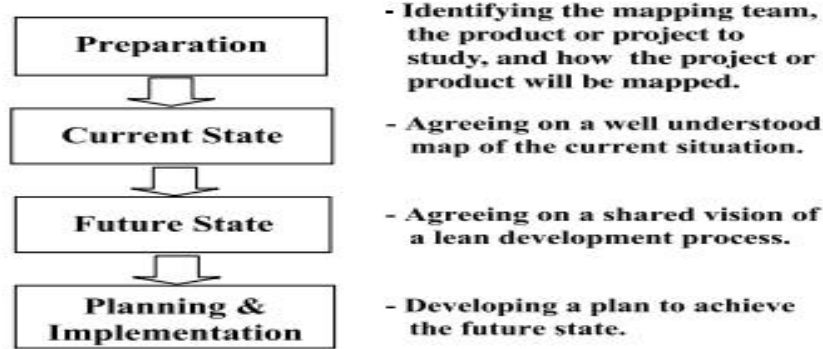 Preparation
- Identifying the mapping team,
the product or project to
study, and how the project or
product will be mapped.
Current State
- Agreeing on a well understood
map of the current situation.
Future State
- Agreeing on a shared vision of
a lean development process.
Planning &
Implementation
- Developing a plan to achieve
the future state.